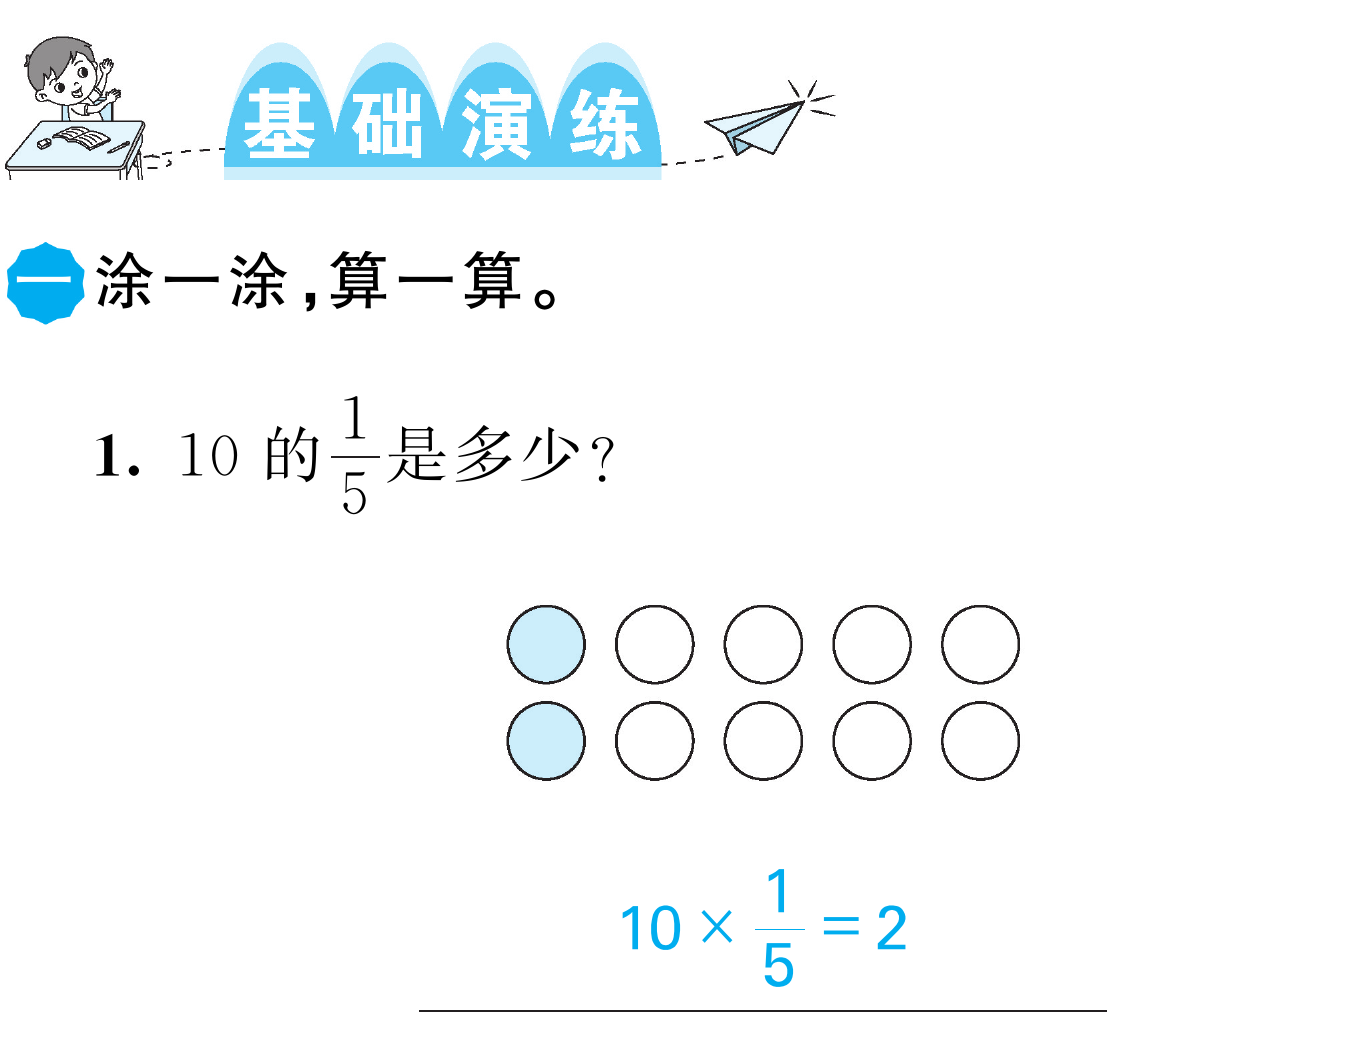 基础演练
一 涂一涂,算一算。
1. 10 的 1/5 是多少?
10 × 1/5 = 2